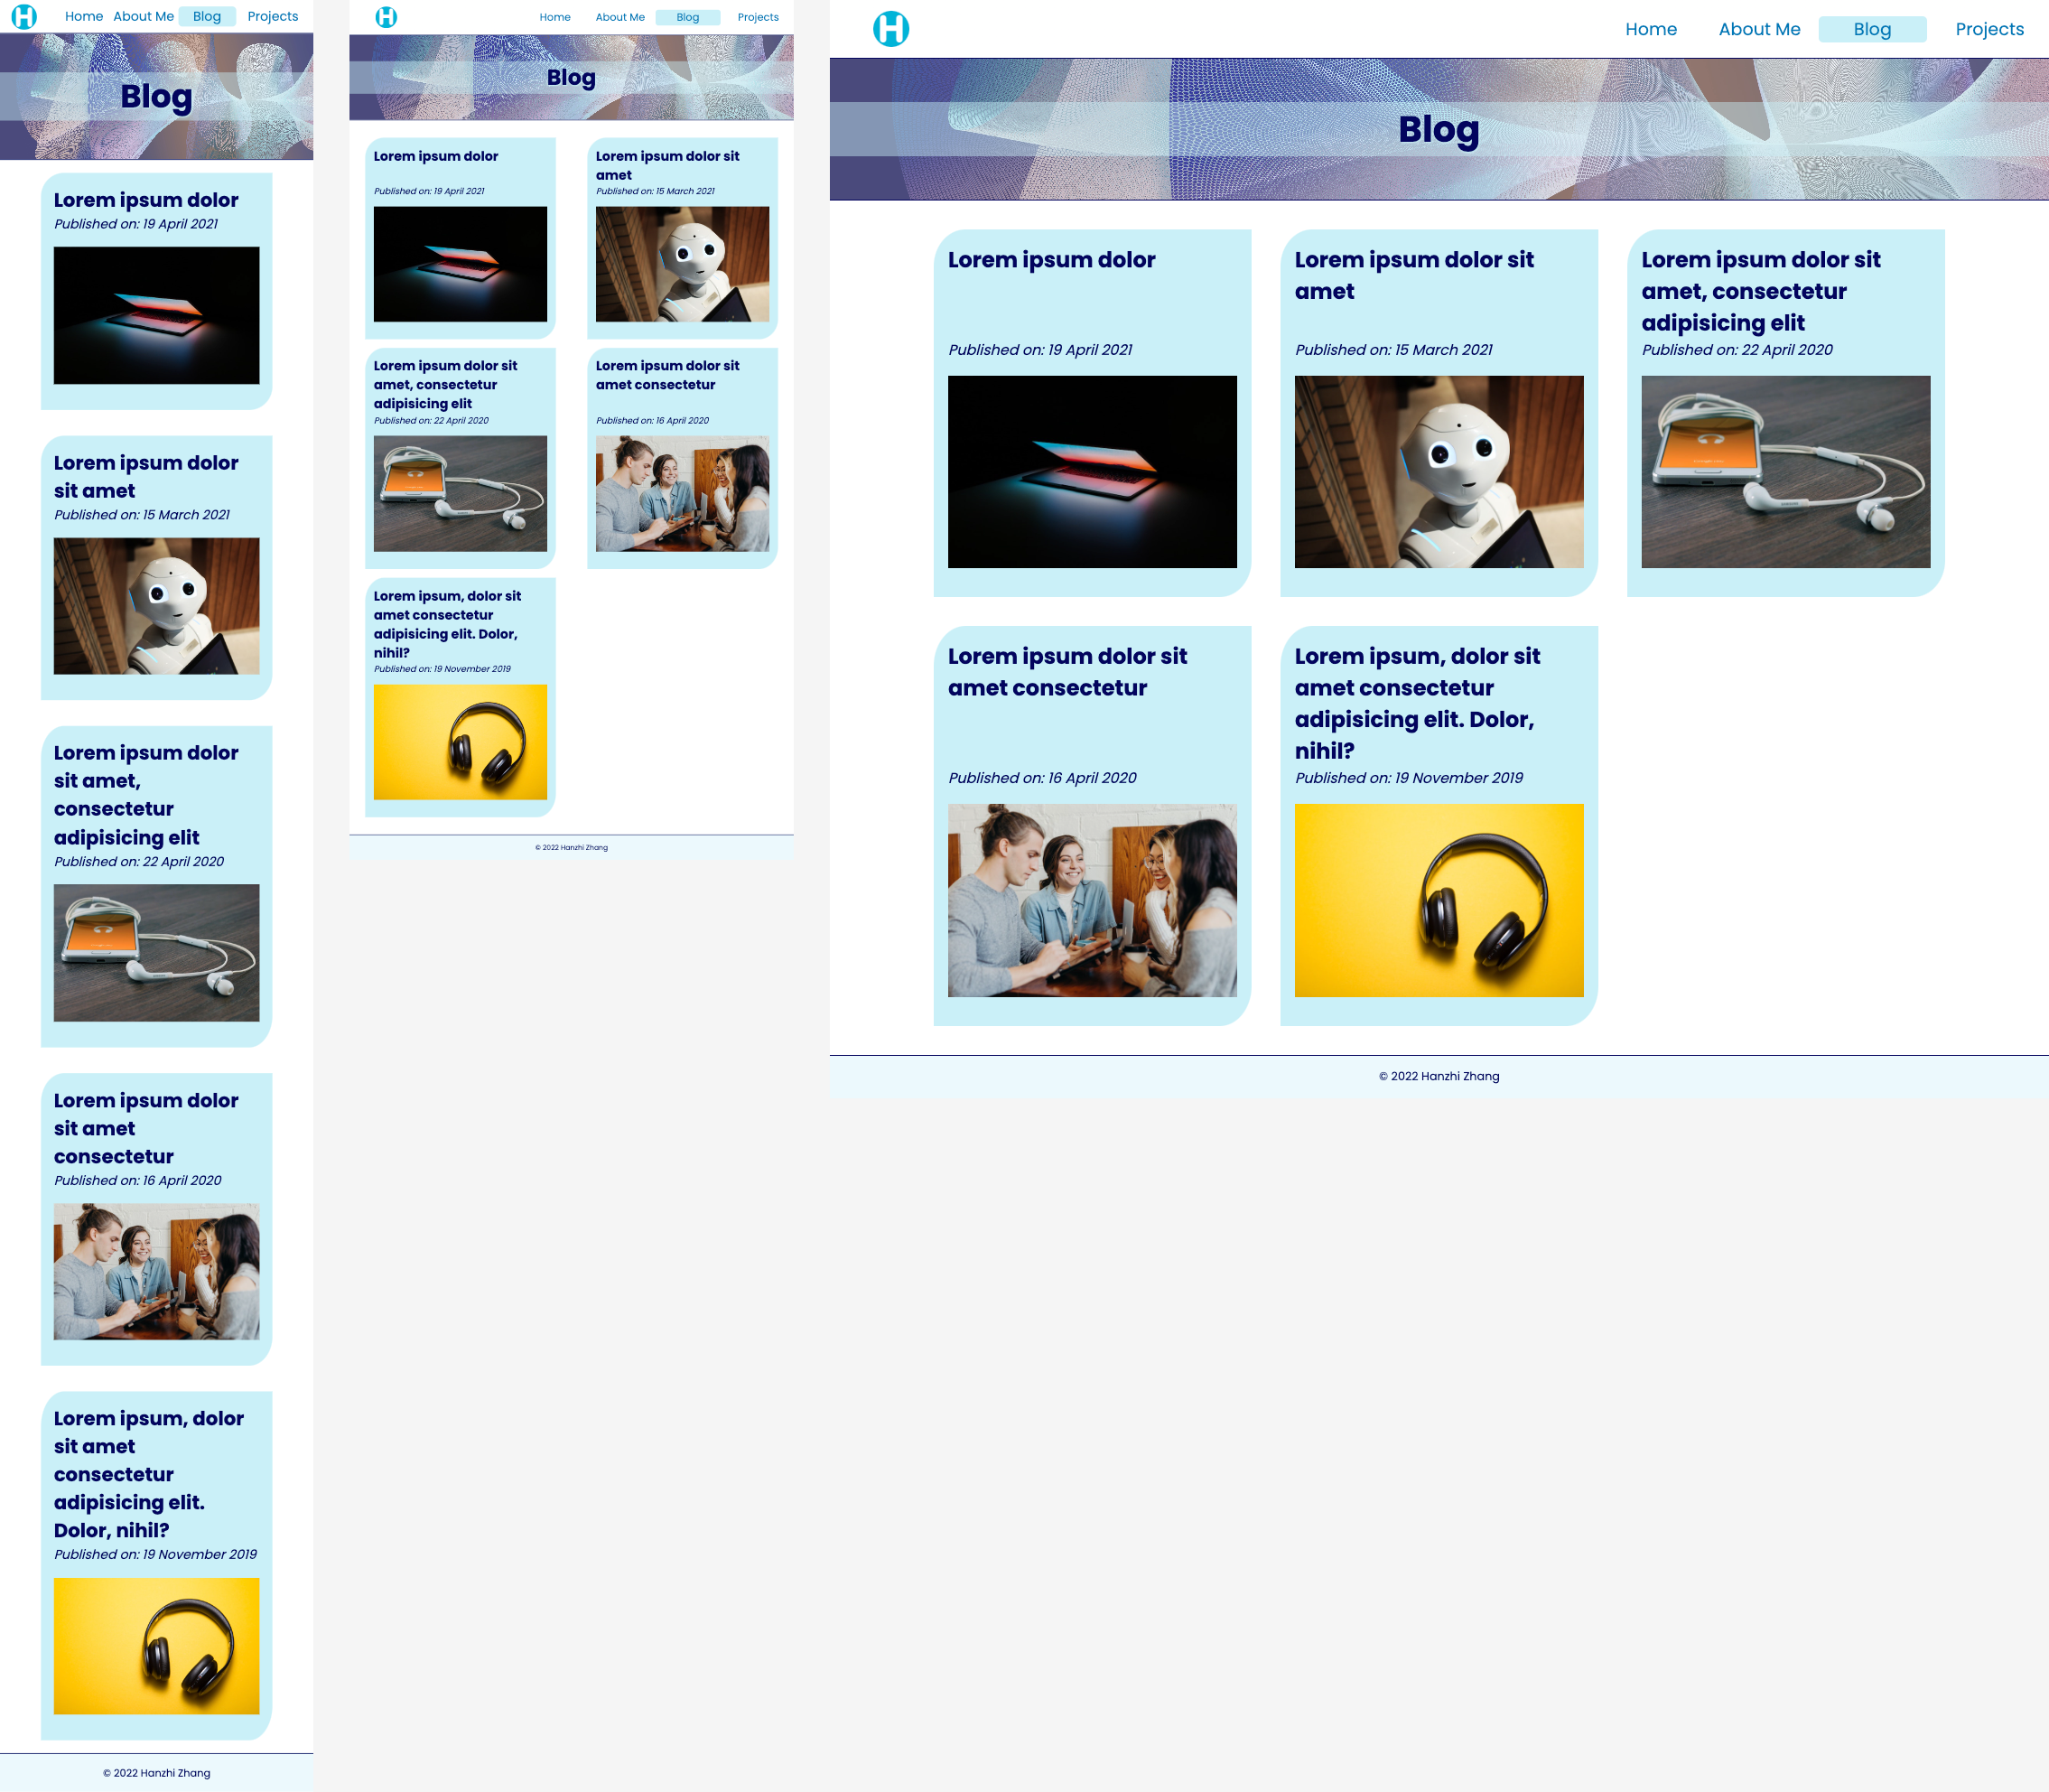 H
Home About Me Blog Projects
Blog
Lorem ipsum dolor
Published on: 19 April 2021
Lorem ipsum dolor
sit amet
Published on: 15 March 2021
Lorem ipsum dolor
sit amet,
consectetur
adipisicing elit
Published on: 22 April 2020
Lorem ipsum dolor
sit amet
consectetur
Published on: 16 April 2020
Lorem ipsum, dolor
sit amet
consectetur
adipisicing elit.
Dolor, nihil?
Published on: 19 November 2019
© 2022 Hanzhi Zhang
H
Home About Me Blog Projects
Blog
Lorem ipsum dolor
Published on: 19 April 2021
Lorem ipsum dolor sit
amet
Published on: 15 March 2021
Lorem ipsum dolor sit
amet, consectetur
adipisicing elit
Published on: 22 April 2020
Lorem ipsum dolor sit
amet consectetur
Published on: 16 April 2020
Lorem ipsum, dolor sit
amet consectetur
adipisicing elit. Dolor,
nihil?
Published on: 19 November 2019
© 2022 Hanzhi Zhang
H
Home About Me Blog Projects
Blog
Lorem ipsum dolor
Published on: 19 April 2021
Lorem ipsum dolor sit
amet
Published on: 15 March 2021
Lorem ipsum dolor sit
amet, consectetur
adipisicing elit
Published on: 22 April 2020
Lorem ipsum dolor sit
amet consectetur
Published on: 16 April 2020
Lorem ipsum, dolor sit
amet consectetur
adipisicing elit. Dolor,
nihil?
Published on: 19 November 2019
© 2022 Hanzhi Zhang